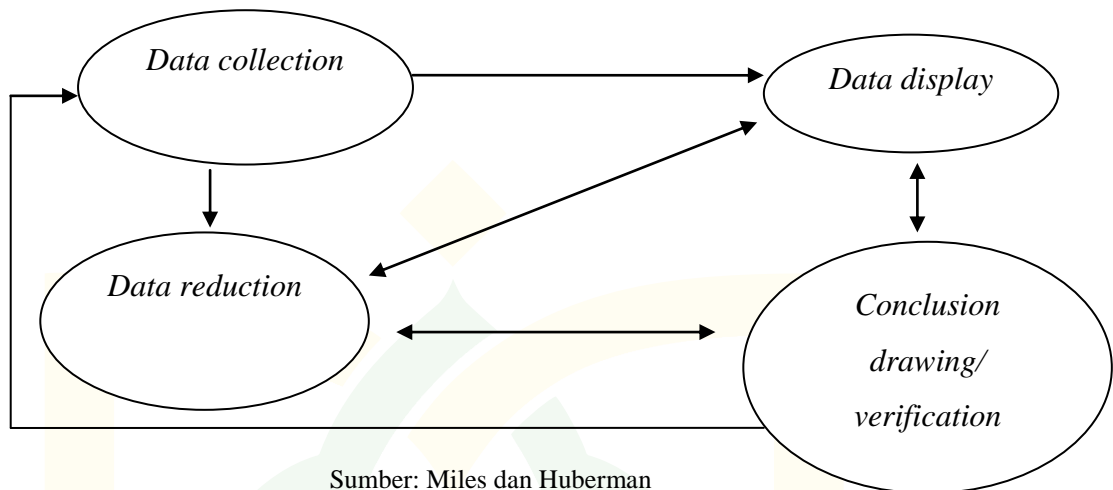 Data collection
Data display
Data reduction
Conclusion
drawing/
verification
Sumber: Miles dan Huberman